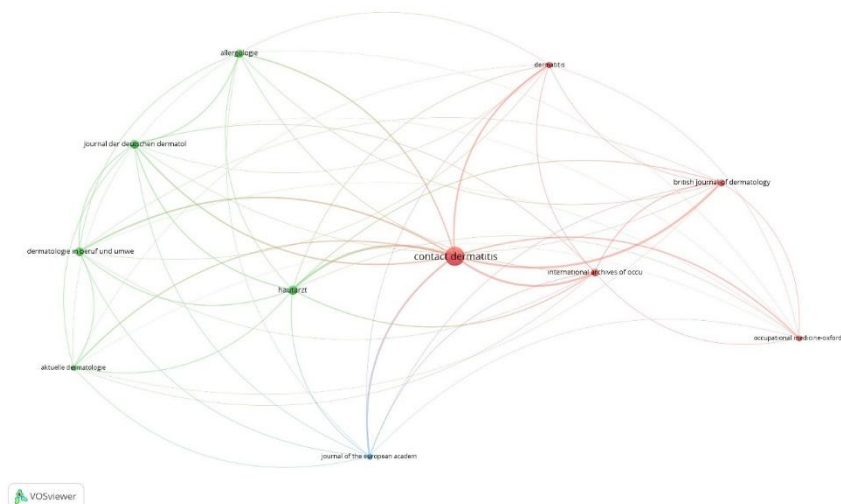 allergologie
dermatitis
journal der deutschen dermatol
british journal of dermatology
dermatologie in beruf und umwe
contact dermatitis
international archives of occu
hautarzt
occupational medicine-oxford
aktuelle dermatologie
journal of the european academ
VOSviewer